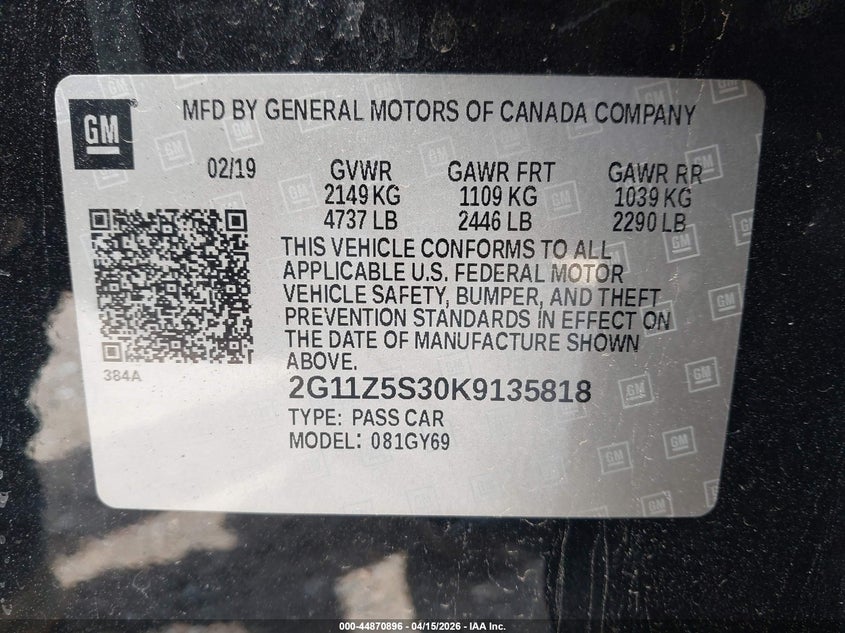 GM
MFD BY GENERAL MOTORS OF CANADA COMPANY
02/19 GVWR GAWR FRT GAWR RR
2149 KG 1109 KG 1039 KG
4737 LB 2446 LB 2290 LB
THIS VEHICLE CONFORMS TO ALL
APPLICABLE U.S. FEDERAL MOTOR
VEHICLE SAFETY, BUMPER, AND THEFT
PREVENTION STANDARDS IN EFFECT ON
THE DATE OF MANUFACTURE SHOWN
ABOVE.
384A
2G11Z5S30K9135818
TYPE: PASS CAR
MODEL: 081GY69
000-44870896 - 04/15/2026 - IAA Inc.